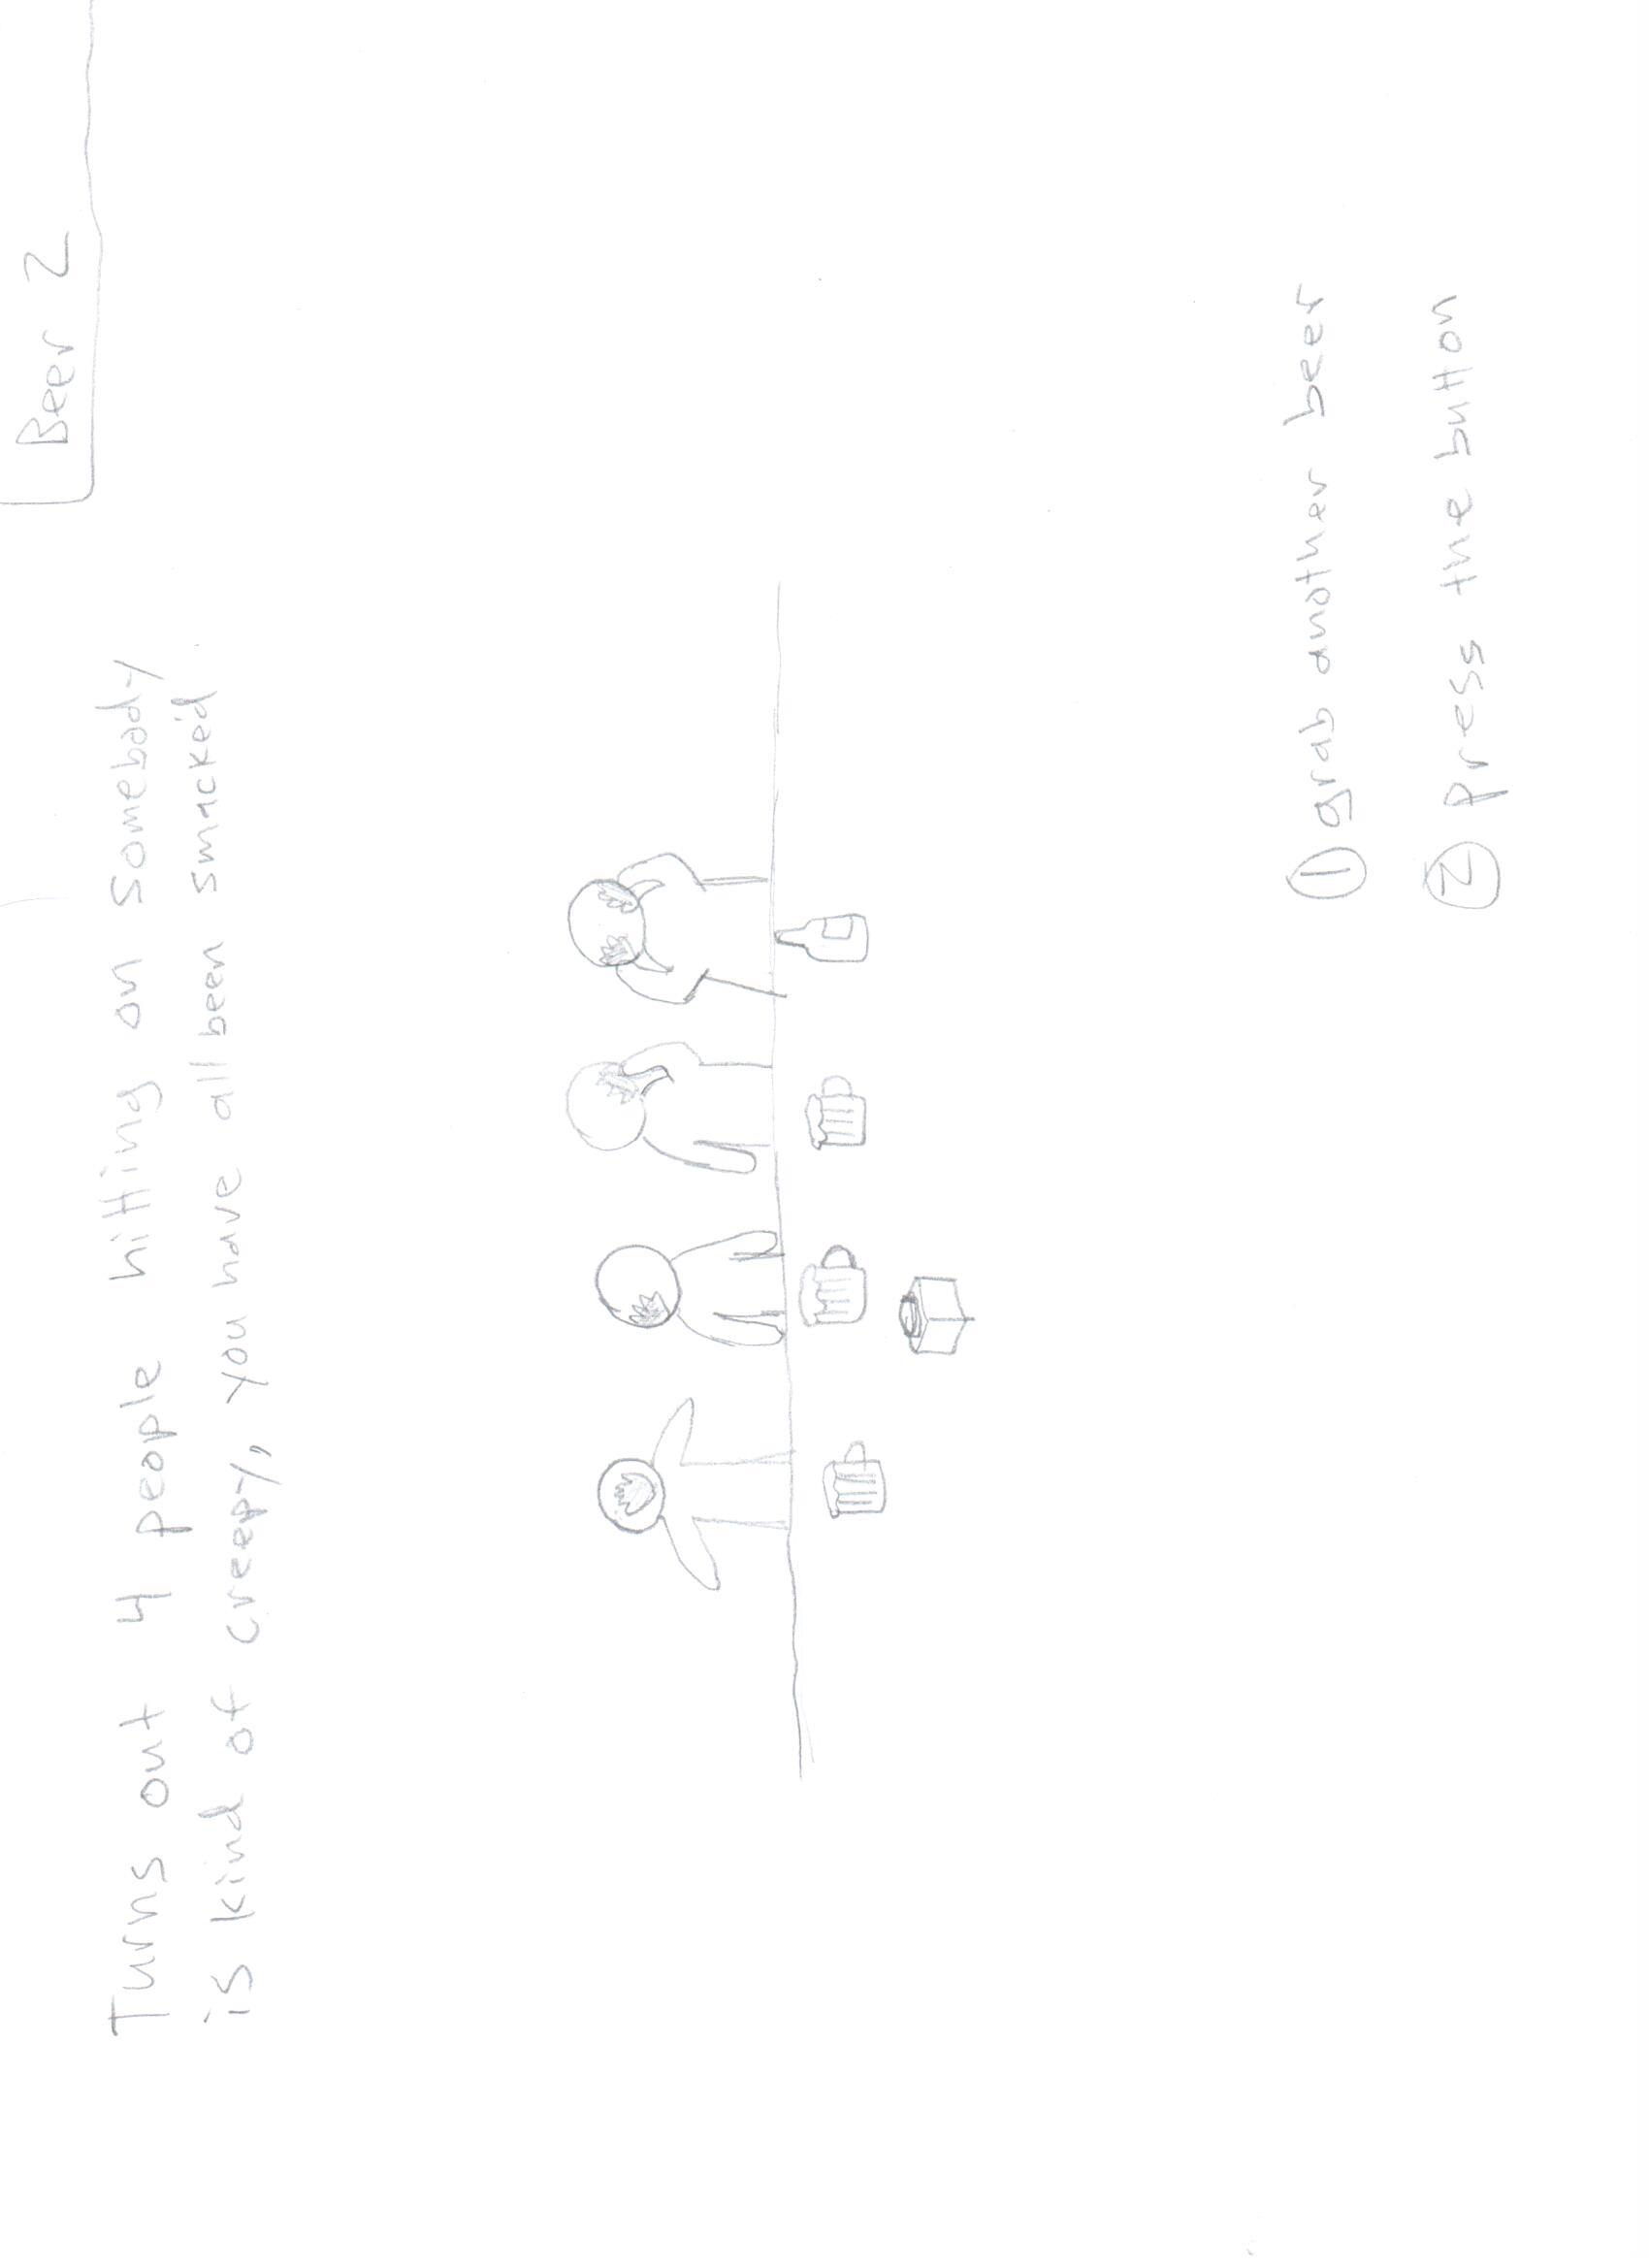 Beer 2
Turns out 4 people hitting on somebody
is kind of creepy, you have all been smacked.
1 grab another beer
2 press the button